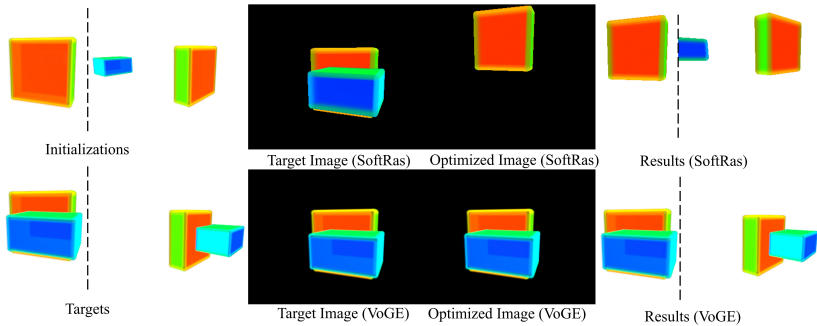 Initializations
Target Image (SoftRas)
Optimized Image (SoftRas)
Results (SoftRas)
Targets
Target Image (VoGE)
Optimized Image (VoGE)
Results (VoGE)